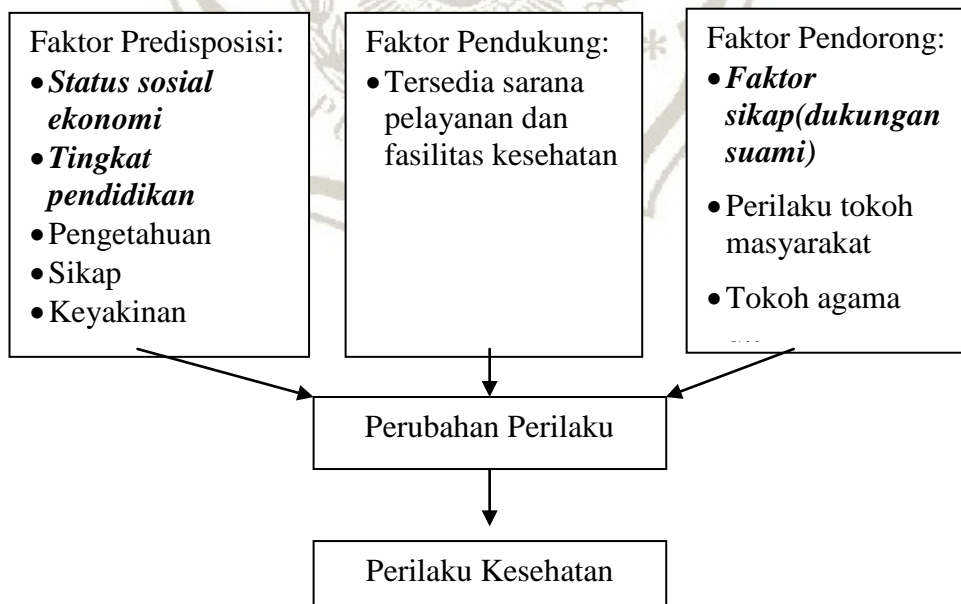 Faktor Predisposisi:
•Status sosial
ekonomi
•Tingkat
pendidikan
•Pengetahuan
•Sikap
•Keyakinan
Faktor Pendukung:
•Tersedia sarana
pelayanan dan
fasilitas kesehatan
Faktor Pendorong:
•Faktor
sikap(dukungan
suami)
•Perilaku tokoh
masyarakat
•Tokoh agama
Perubahan Perilaku
Perilaku Kesehatan